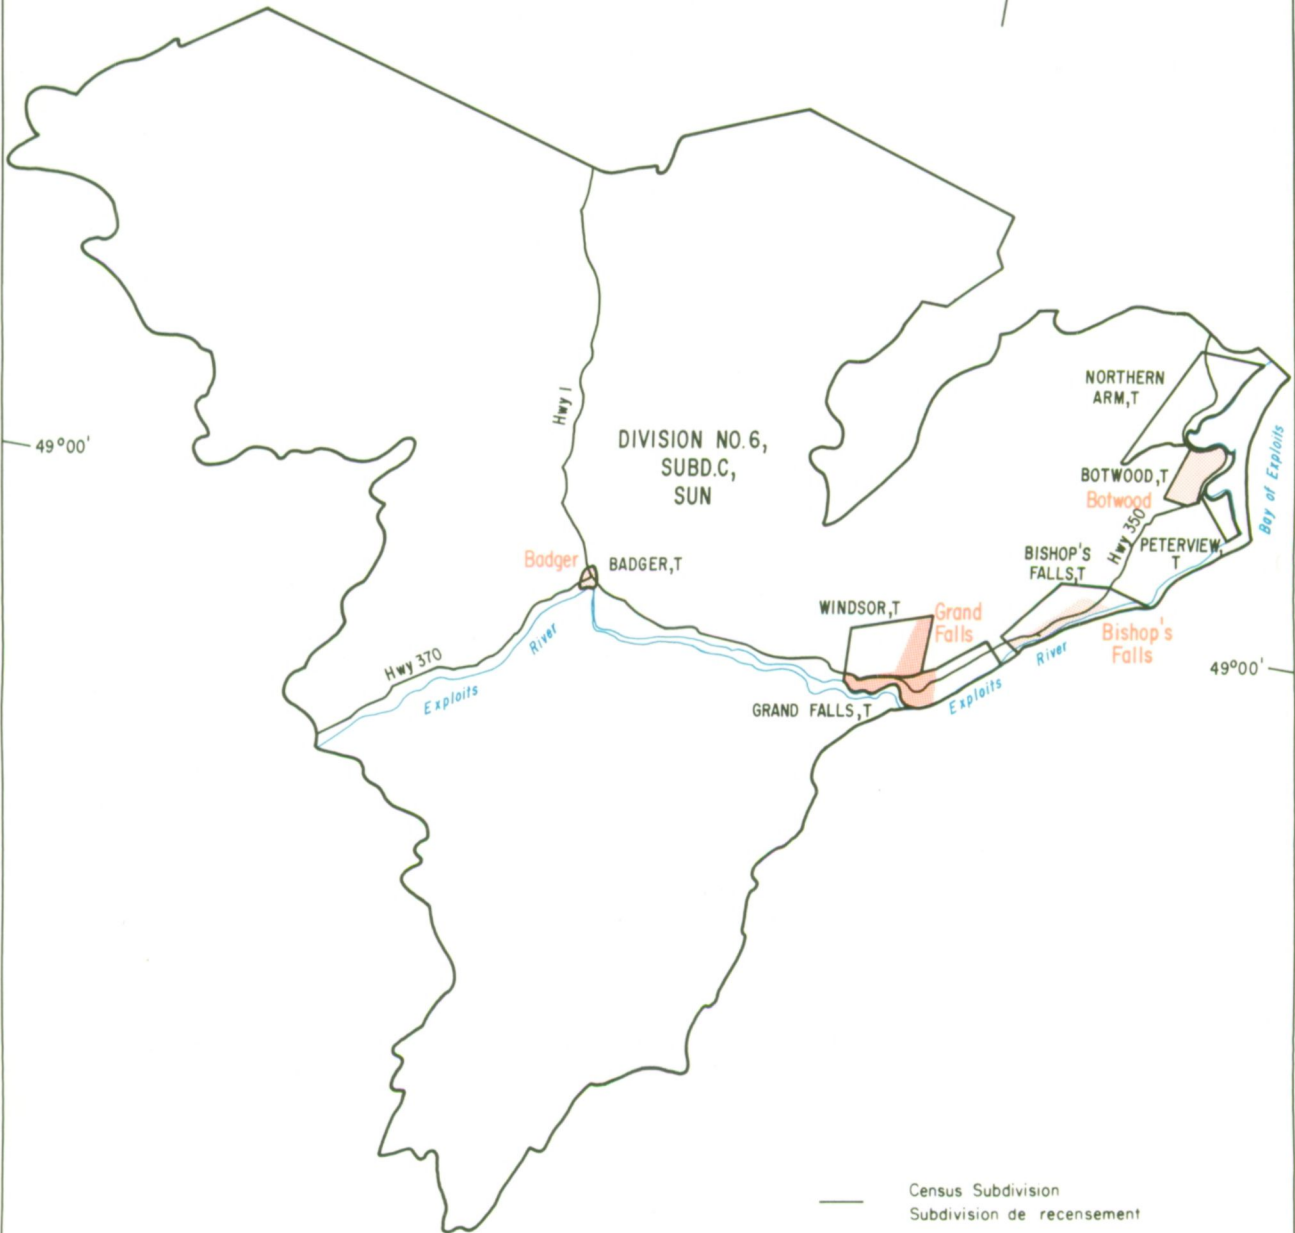 NORTHERN
ARM,T
Hwy 1
49°00'
DIVISION NO. 6,
SUBD.C,
SUN
Bay of Exploits
BOTWOOD,T
Botwood
Hwy 350
PETERVIEW,
T
BISHOP'S
FALLS,T
Badger
BADGER,T
WINDSOR,T
Grand
Falls
Bishop's
Falls
River
Hwy 370
Exploits
River
Exploits
49°00'
GRAND FALLS,T
Census Subdivision
Subdivision de recensement